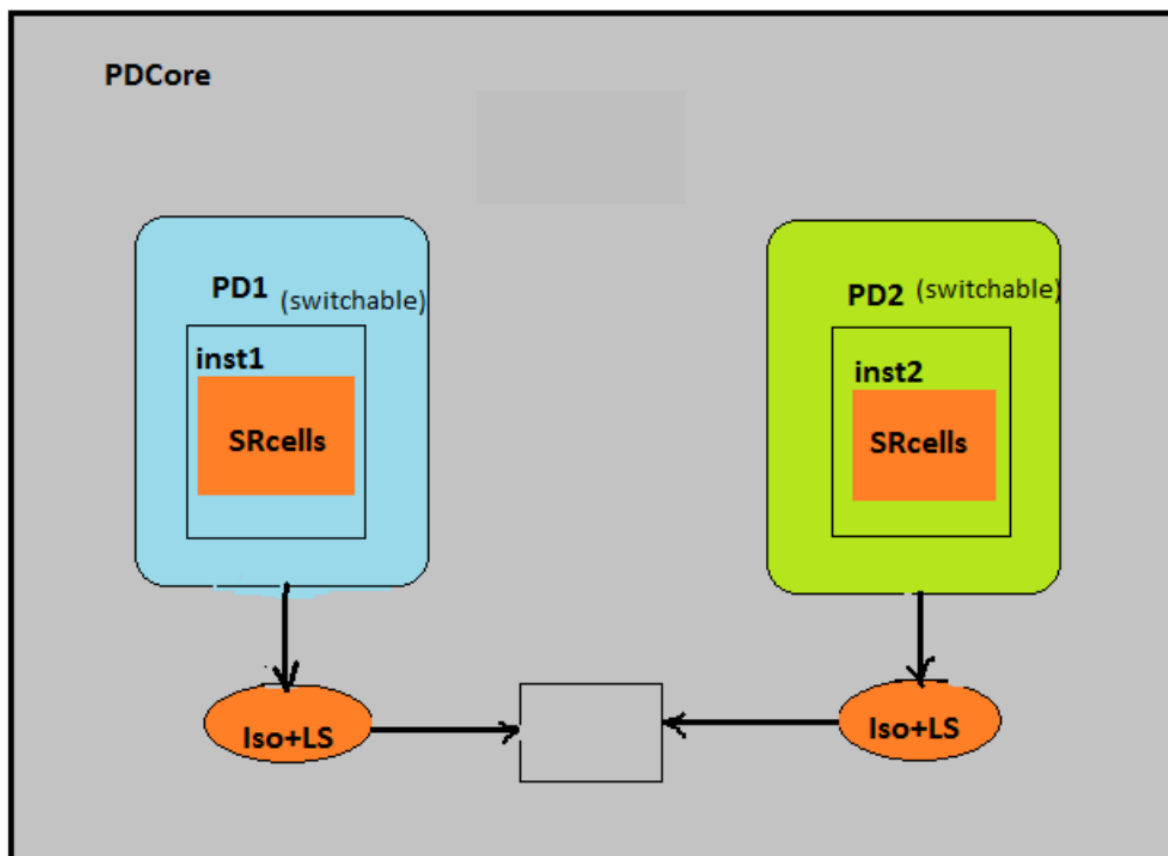 PDCore
PD1 (switchable)
inst1
SRcells
PD2 (switchable)
inst2
SRcells
Iso+LS
Iso+LS